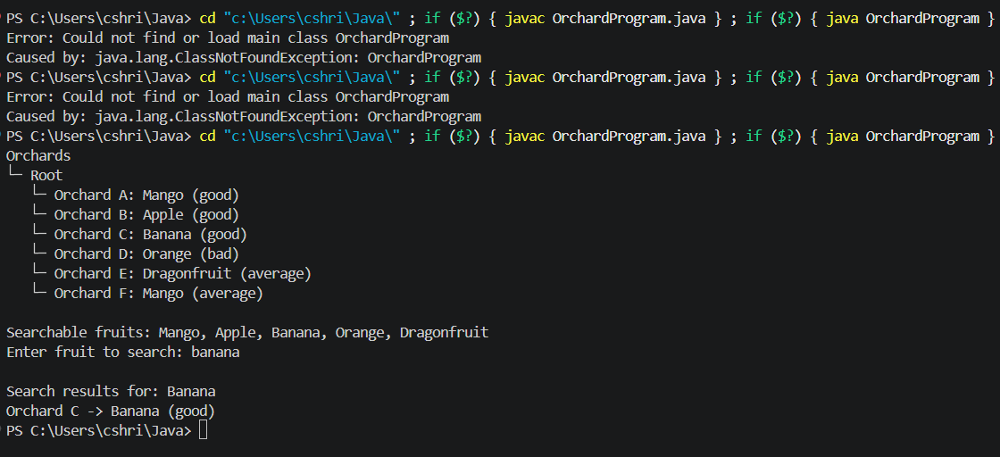 PS C:\Users\cshri\Java> cd "c:\Users\cshri\Java\" ; if ($?) { javac OrchardProgram.java } ; if ($?) { java OrchardProgram }
Error: Could not find or load main class OrchardProgram
Caused by: java.lang.ClassNotFoundException: OrchardProgram
PS C:\Users\cshri\Java> cd "c:\Users\cshri\Java\" ; if ($?) { javac OrchardProgram.java } ; if ($?) { java OrchardProgram }
Error: Could not find or load main class OrchardProgram
Caused by: java.lang.ClassNotFoundException: OrchardProgram
PS C:\Users\cshri\Java> cd "c:\Users\cshri\Java\" ; if ($?) { javac OrchardProgram.java } ; if ($?) { java OrchardProgram }
Orchards
└─ Root
   └─ Orchard A: Mango (good)
   └─ Orchard B: Apple (good)
   └─ Orchard C: Banana (good)
   └─ Orchard D: Orange (bad)
   └─ Orchard E: Dragonfruit (average)
   └─ Orchard F: Mango (average)

Searchable fruits: Mango, Apple, Banana, Orange, Dragonfruit
Enter fruit to search: banana

Search results for: Banana
Orchard C -> Banana (good)
PS C:\Users\cshri\Java>